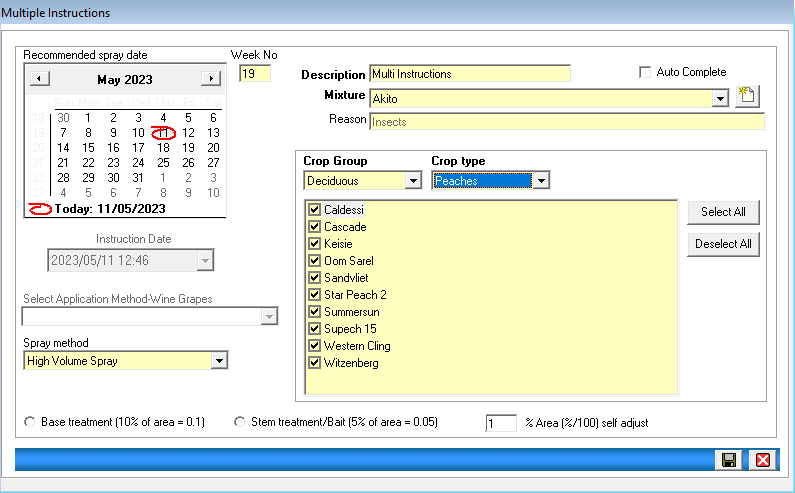 Multiple Instructions
Recommended spray date
Week No
May 2023
19
Description Multi Instructions
Auto Complete
Mixture Akito
Reason Insects
Sun Mon Tue Wed Thu Fri Sat
18 30 1 2 3 4 5 6
19 7 8 9 10 11 12 13
20 14 15 16 17 18 19 20
21 21 22 23 24 25 26 27
22 28 29 30 31 1 2 3
23 4 5 6 7 8 9 10
Today: 11/05/2023
Crop Group
Crop type
Deciduous
Peaches
Caldessi
Cascade
Keisie
Oom Sarel
Sandvliet
Star Peach 2
Summersun
Supech 15
Western Cling
Witzenberg
Select All
Deselect All
Instruction Date
2023/05/11 12:46
Select Application Method-Wine Grapes
Spray method
High Volume Spray
Base treatment (10% of area = 0.1)
Stem treatment/Bait (5% of area = 0.05)
1 % Area (%/100) self adjust